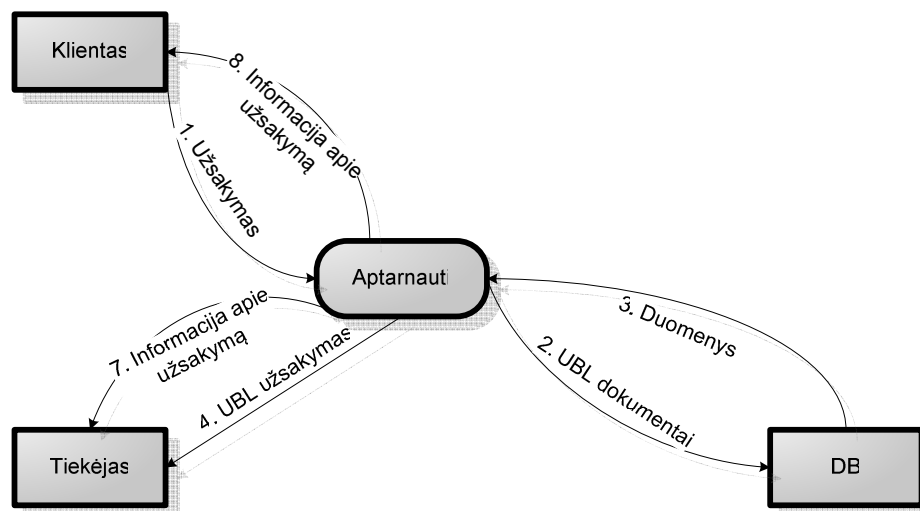 Klientas
8. Informacija apie
užsakymą
1. Užsakymas
Aptarnauti
7. Informacija apie
užsakymą
4. UBL užsakymas
3. Duomenys
2. UBL dokumentai
Tiekėjas
DB